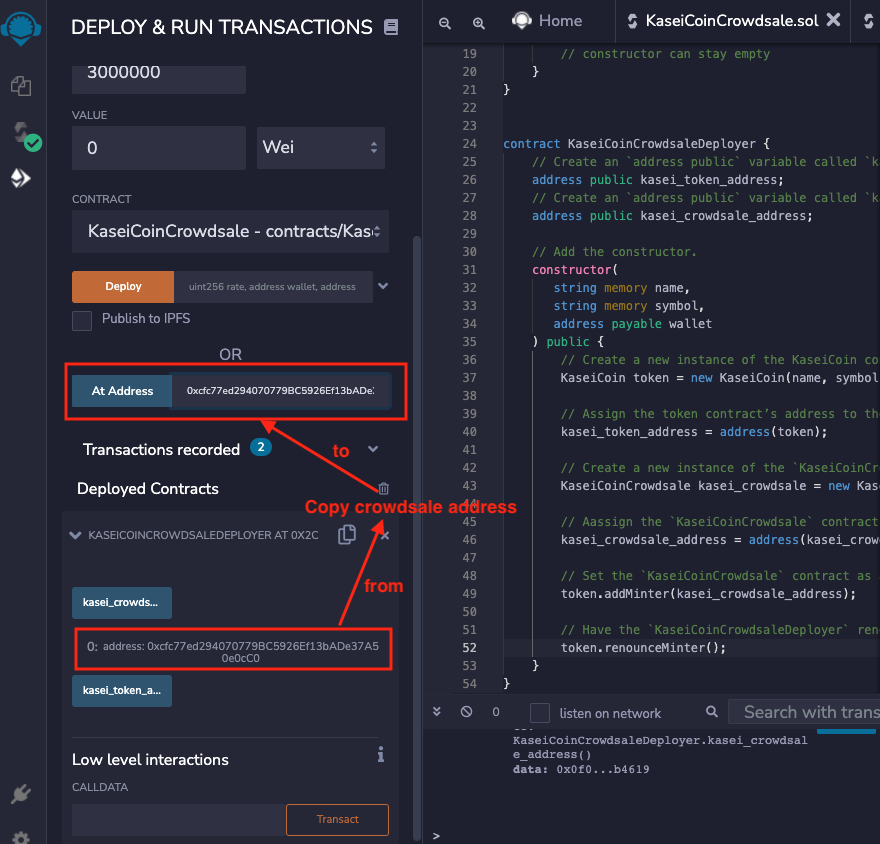 DEPLOY & RUN TRANSACTIONS
3000000
VALUE
0
Wei
CONTRACT
KaseiCoinCrowdsale - contracts/Kas
Deploy
uint256 rate, address wallet, address
Publish to IPFS
OR
At Address
0xcfc77ed294070779BC5926Ef13bADe
Transactions recorded
2
to
Deployed Contracts
Copy crowdsale address
KASEICOINCROWDSALEDEPLOYER AT 0X2C
from
kasei_crowds...
0: address: 0xcfc77ed294070779BC5926Ef13bADe37A5
0e0cC0
kasei_token_a...
Low level interactions
CALLDATA
Transact
Home
KaseiCoinCrowdsale.sol
19 // constructor can stay empty
20 }
21 }
22
23
24 contract KaseiCoinCrowdsaleDeployer {
25 // Create an `address public` variable called `k
26 address public kasei_token_address;
27 // Create an `address public` variable called `k
28 address public kasei_crowdsale_address;
29
30 // Add the constructor.
31 constructor(
32 string memory name,
33 string memory symbol,
34 address payable wallet
35 ) public {
36 // Create a new instance of the KaseiCoin co
37 KaseiCoin token = new KaseiCoin(name, symbol
38
39 // Assign the token contract’s address to the
40 kasei_token_address = address(token);
41
42 // Create a new instance of the `KaseiCoinCr
43 KaseiCoinCrowdsale kasei_crowdsale = new Kase
44
45 // Aassign the `KaseiCoinCrowdsale` contract
46 kasei_crowdsale_address = address(kasei_crow
47
48 // Set the `KaseiCoinCrowdsale` contract as
49 token.addMinter(kasei_crowdsale_address);
50
51 // Have the `KaseiCoinCrowdsaleDeployer` ren
52 token.renounceMinter();
53 }
54 }
0
listen on network
Search with trans
KaseiCoinCrowdsaleDeployer.kasei_crowdsal
e_address()
data: 0x0f0...b4619
>